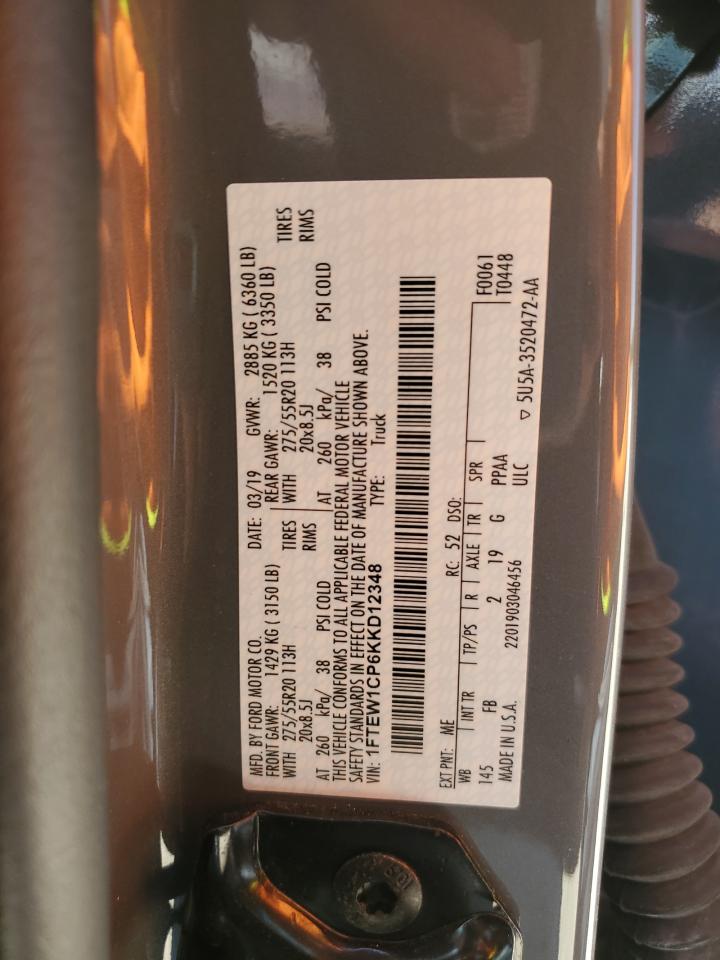 MFD. BY FORD MOTOR CO.
DATE: 03/19 GVWR: 2885 KG ( 6360 LB)
FRONT GAWR: 1429 KG ( 3150 LB) REAR GAWR: 1520 KG ( 3350 LB)
WITH 275/55R20 113H TIRES WITH 275/55R20 113H TIRES
20x8.5J RIMS 20x8.5J RIMS
AT 260 kPa/ 38 PSI COLD AT 260 kPa/ 38 PSI COLD
THIS VEHICLE CONFORMS TO ALL APPLICABLE FEDERAL MOTOR VEHICLE
SAFETY STANDARDS IN EFFECT ON THE DATE OF MANUFACTURE SHOWN ABOVE.
VIN: 1FTEW1CP6KKD12348 TYPE: Truck
EXT PNT: ME RC: 52 DSO:
WB INT TR TP/PS R AXLE TR SPR F0061
145 FB 2 19 G PPAA T0448
MADE IN U.S.A. 2201903046456 ULC
▽ 5U5A-3520472-AA